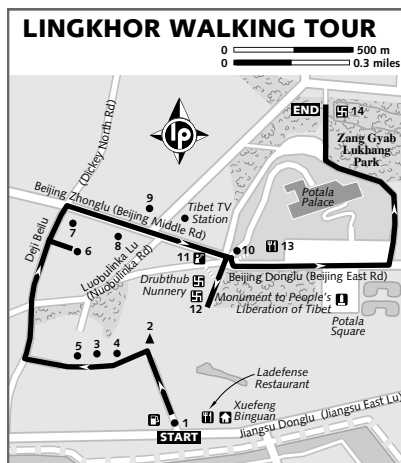 LINGKHOR WALKING TOUR
0 500 m
0 0.3 miles
END
14
Zang Gyab
Lukhang
Park
(Dickey North Rd)
lp
Potala
Palace
9
Beijing Zhonglu (Beijing Middle Rd)
Tibet TV
Station
Deji Beilu
7
8
6
10
13
11
Luobulinka Lu
(Nuobulinka Rd)
Beijing Donglu (Beijing East Rd)
Drubthub
Nunnery
12
Monument to People's
Liberation of Tibet
Potala
Square
2
5
3
4
Ladefense
Restaurant
Xuefeng
Binguan
1
START
Jiangsu Donglu (Jiangsu East Lu)